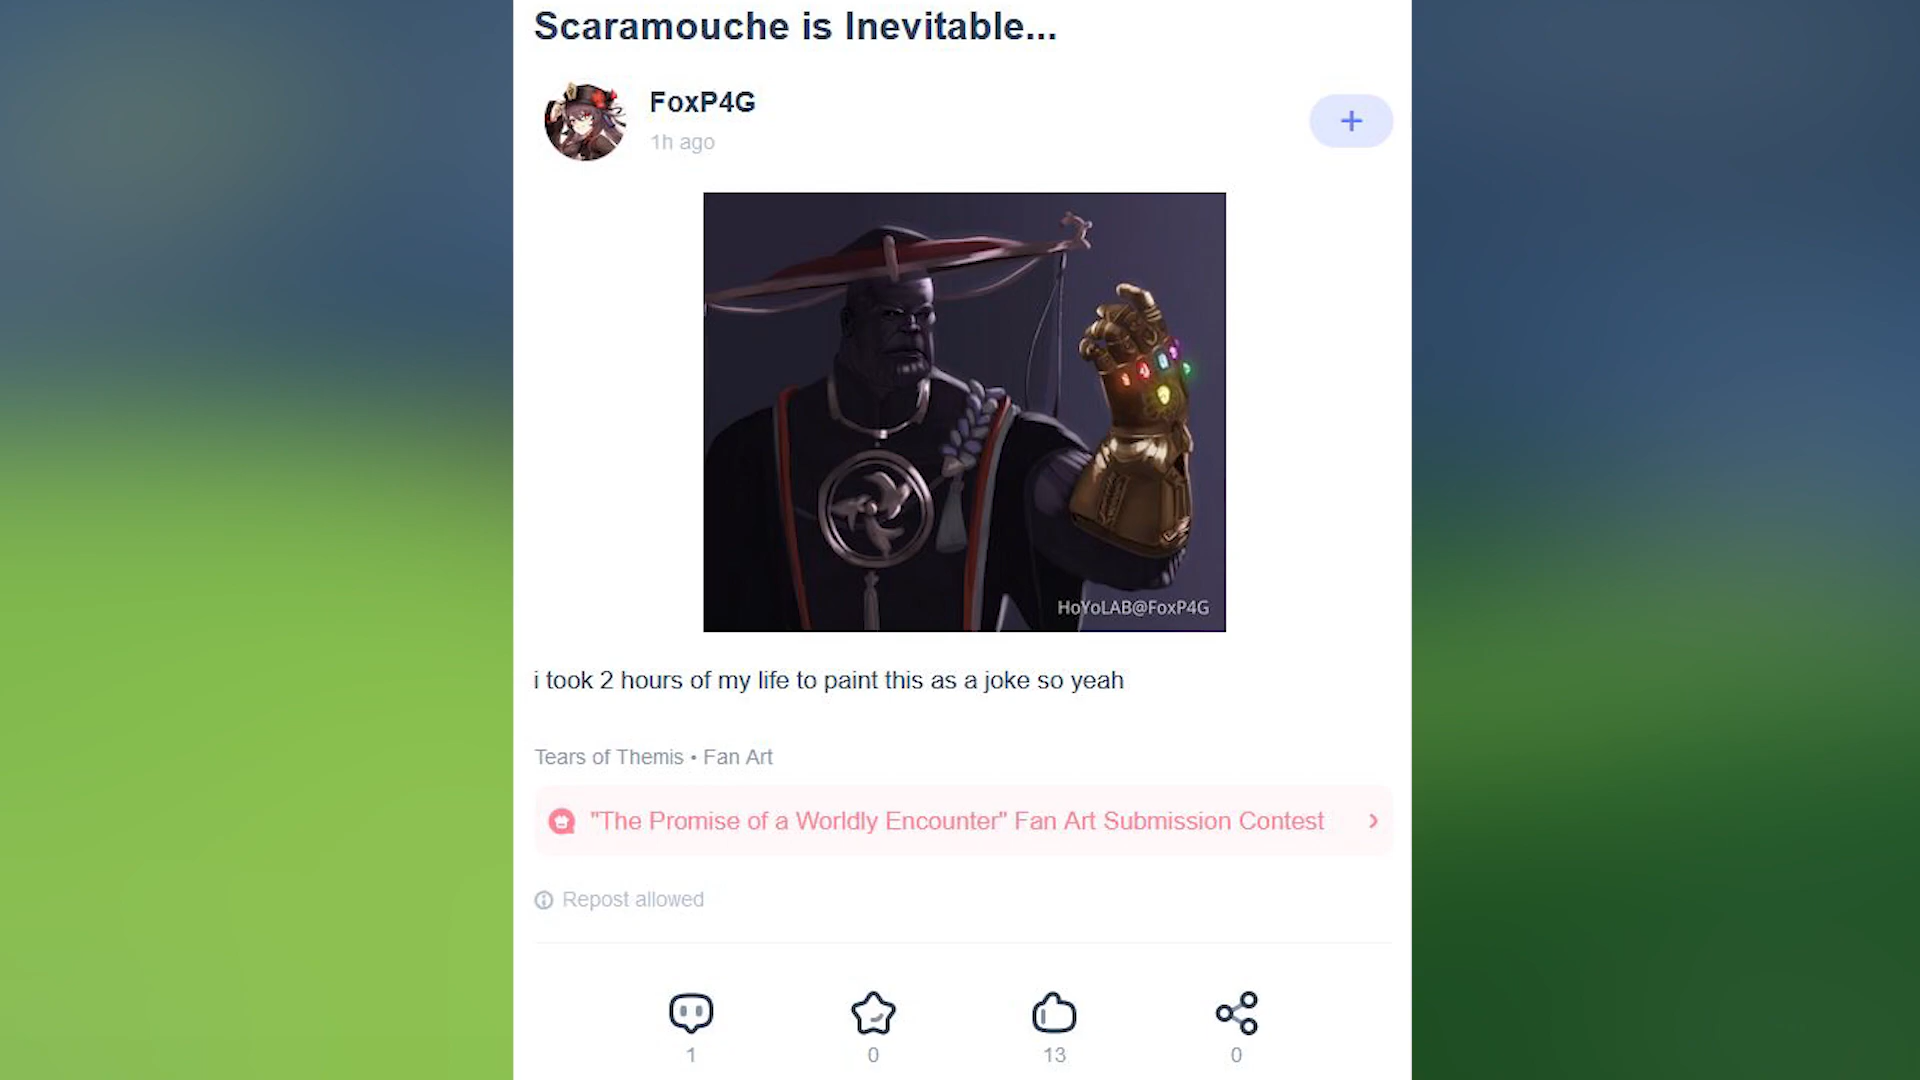 Scaramouche is Inevitable...
FoxP4G
1h ago
HoYoLAB@FoxP4G
i took 2 hours of my life to paint this as a joke so yeah
Tears of Themis • Fan Art
"The Promise of a Worldly Encounter" Fan Art Submission Contest
Repost allowed
1 0 13 0